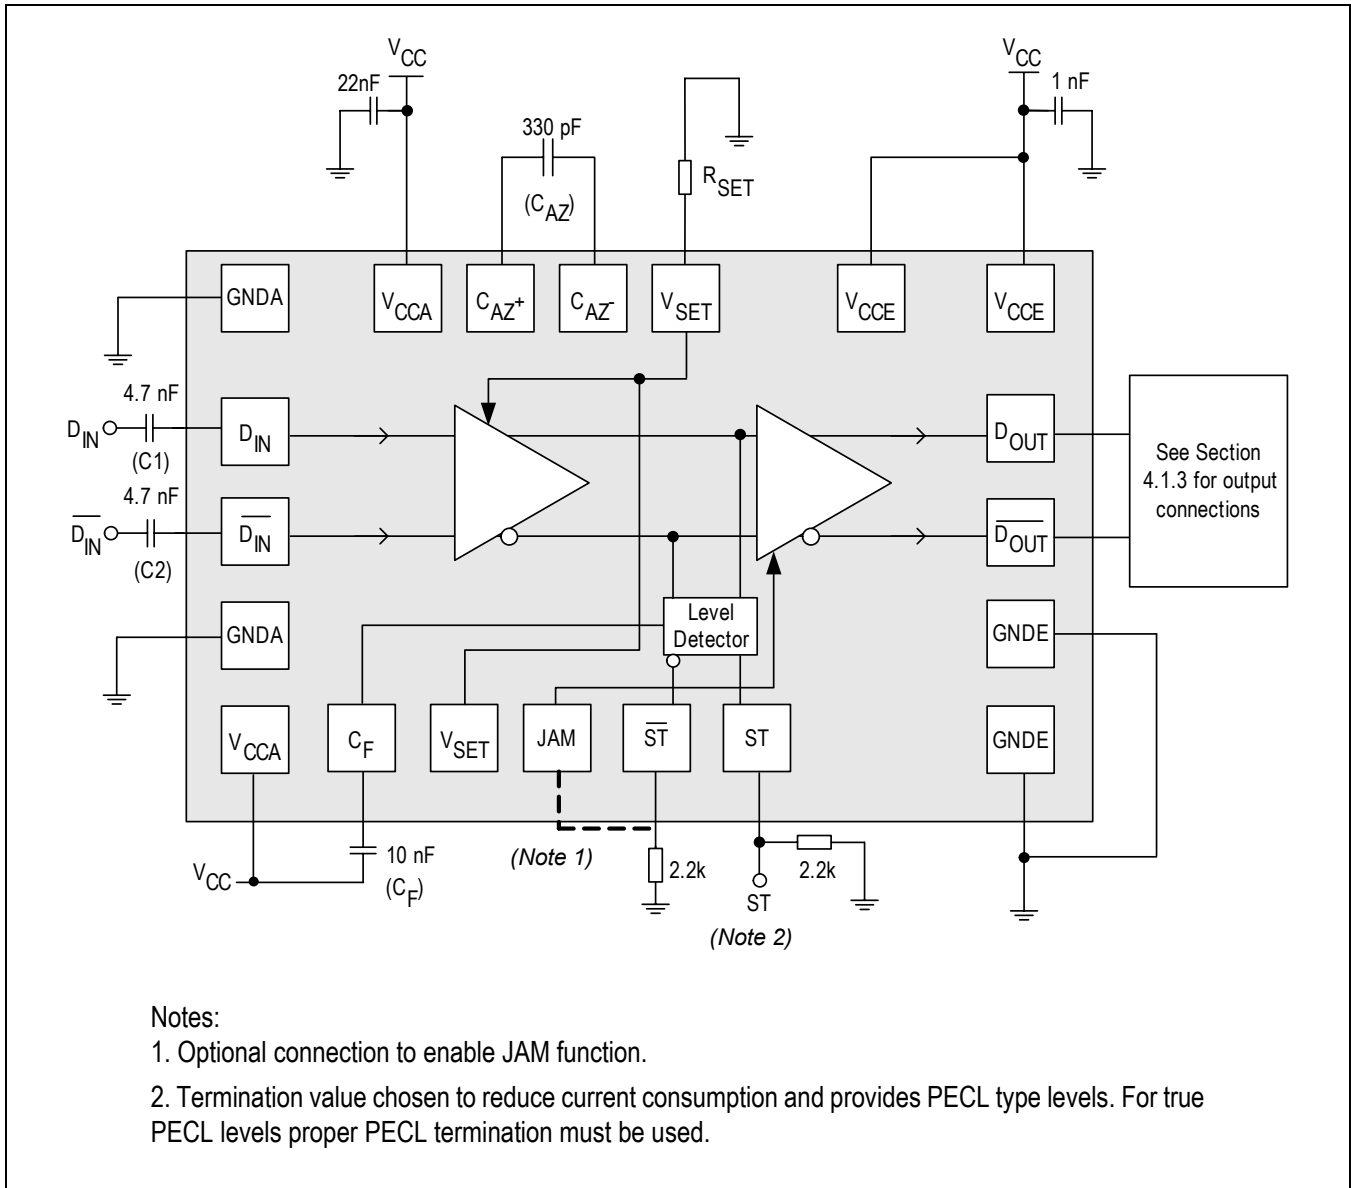 V_CC
22nF
V_CC
1 nF
330 pF
(C_AZ)
R_SET
GNDA
V_CCA
C_AZ+
C_AZ-
V_SET
V_CCE
V_CCE
4.7 nF
D_IN
(C1)
D_IN
D_OUT
4.7 nF
D̅_I̅N̅
(C2)
D̅_I̅N̅
D̅_O̅U̅T̅
See Section
4.1.3 for output
connections
Level
Detector
GNDA
GNDE
V_CCA
C_F
V_SET
JAM
S̅T̅
ST
GNDE
V_CC
10 nF
(C_F)
(Note 1)
2.2k
2.2k
ST
(Note 2)
Notes:
1. Optional connection to enable JAM function.
2. Termination value chosen to reduce current consumption and provides PECL type levels. For true
PECL levels proper PECL termination must be used.